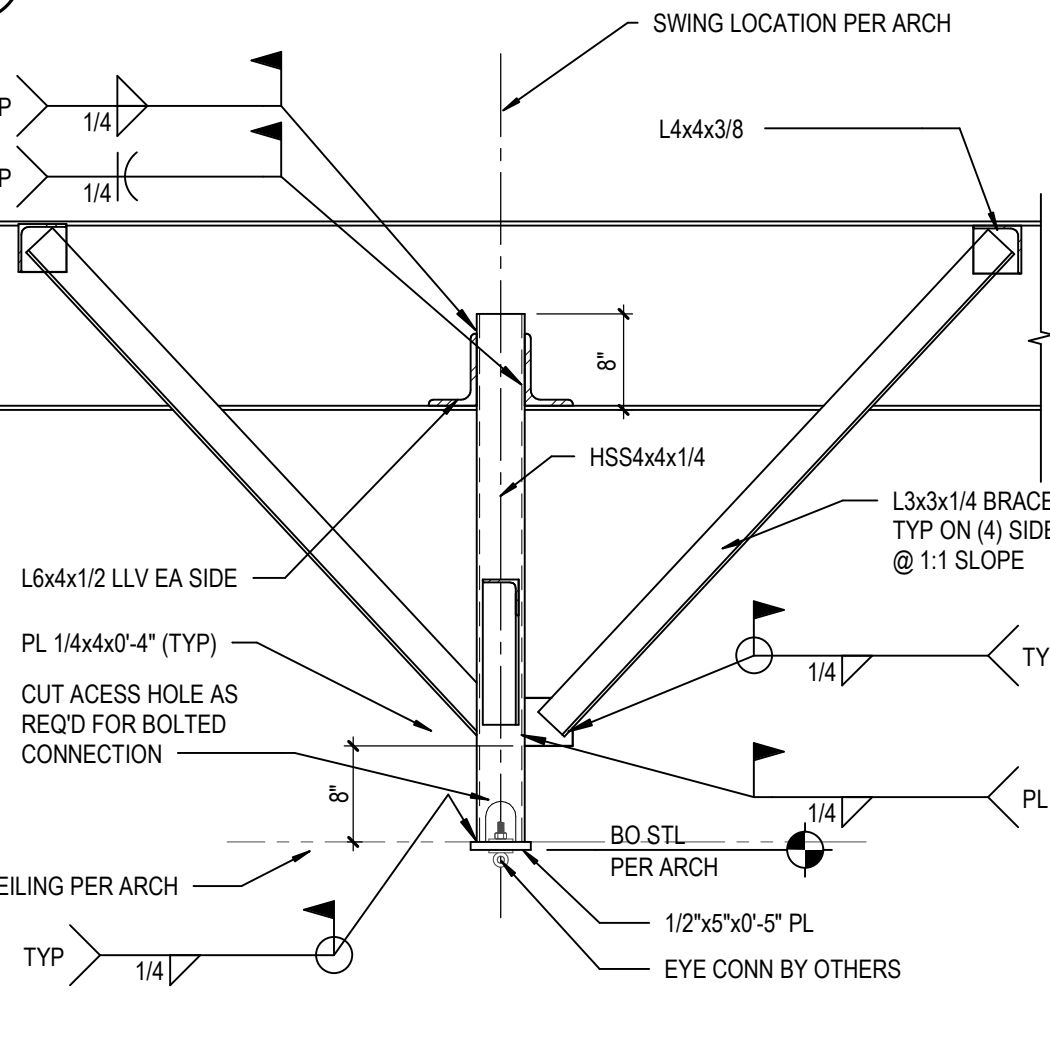 SWING LOCATION PER ARCH
P
1/4
L4x4x3/8
P
1/4
8"
HSS4x4x1/4
L3x3x1/4 BRACE
TYP ON (4) SIDE
@ 1:1 SLOPE
L6x4x1/2 LLV EA SIDE
PL 1/4x4x0'-4" (TYP)
CUT ACESS HOLE AS
REQ'D FOR BOLTED
CONNECTION
1/4
TY
8"
1/4
PL
BO STL
PER ARCH
EILING PER ARCH
1/2"x5"x0'-5" PL
TYP
1/4
EYE CONN BY OTHERS